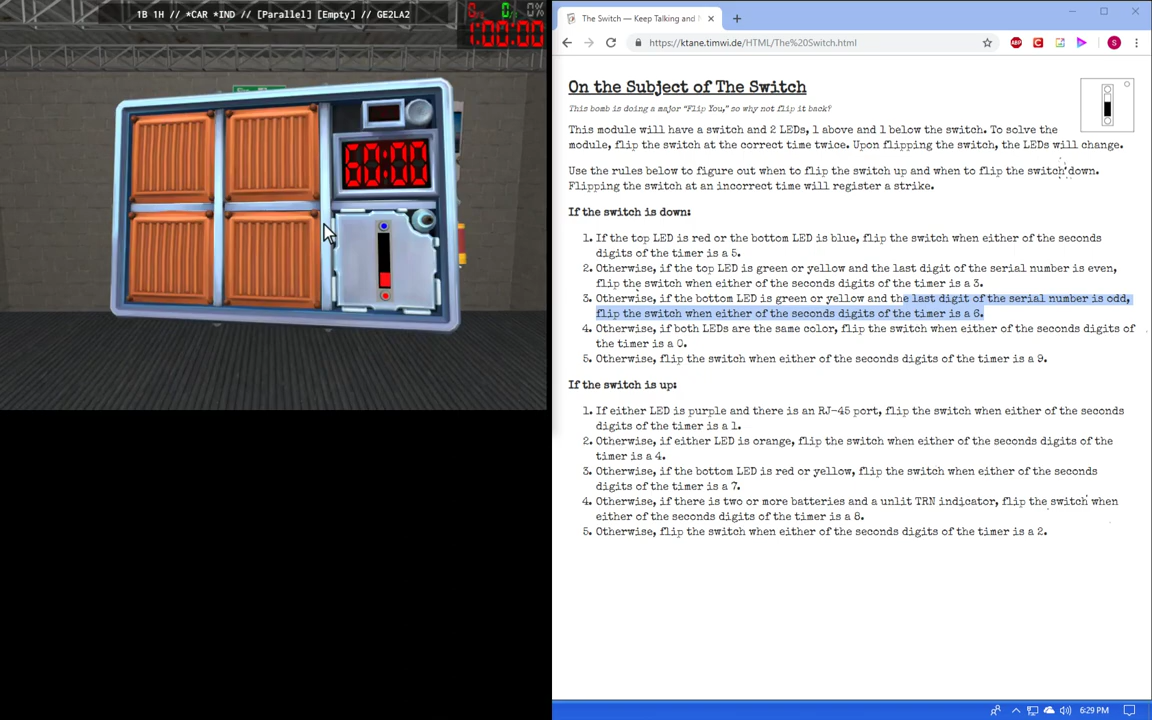 1B 1H // *CAR *IND // [Parallel] [Empty] // GE2LA2
0%
1:00:00
60:00
The Switch — Keep Talking and
https://ktane.timwi.de/HTML/The%20Switch.html
ABP
C
S
On the Subject of The Switch
This bomb is doing a major “Flip You,” so why not flip it back?
This module will have a switch and 2 LEDs, 1 above and 1 below the switch. To solve the
module, flip the switch at the correct time twice. Upon flipping the switch, the LEDs will change.
Use the rules below to figure out when to flip the switch up and when to flip the switch down.
Flipping the switch at an incorrect time will register a strike.
If the switch is down:
1. If the top LED is red or the bottom LED is blue, flip the switch when either of the seconds
digits of the timer is a 5.
2. Otherwise, if the top LED is green or yellow and the last digit of the serial number is even,
flip the switch when either of the seconds digits of the timer is a 3.
3. Otherwise, if the bottom LED is green or yellow and the last digit of the serial number is odd,
flip the switch when either of the seconds digits of the timer is a 6.
4. Otherwise, if both LEDs are the same color, flip the switch when either of the seconds digits of
the timer is a 0.
5. Otherwise, flip the switch when either of the seconds digits of the timer is a 9.
If the switch is up:
1. If either LED is purple and there is an RJ-45 port, flip the switch when either of the seconds
digits of the timer is a 1.
2. Otherwise, if either LED is orange, flip the switch when either of the seconds digits of the
timer is a 4.
3. Otherwise, if the bottom LED is red or yellow, flip the switch when either of the seconds
digits of the timer is a 7.
4. Otherwise, if there is two or more batteries and a unlit TRN indicator, flip the switch when
either of the seconds digits of the timer is a 8.
5. Otherwise, flip the switch when either of the seconds digits of the timer is a 2.
6:29 PM